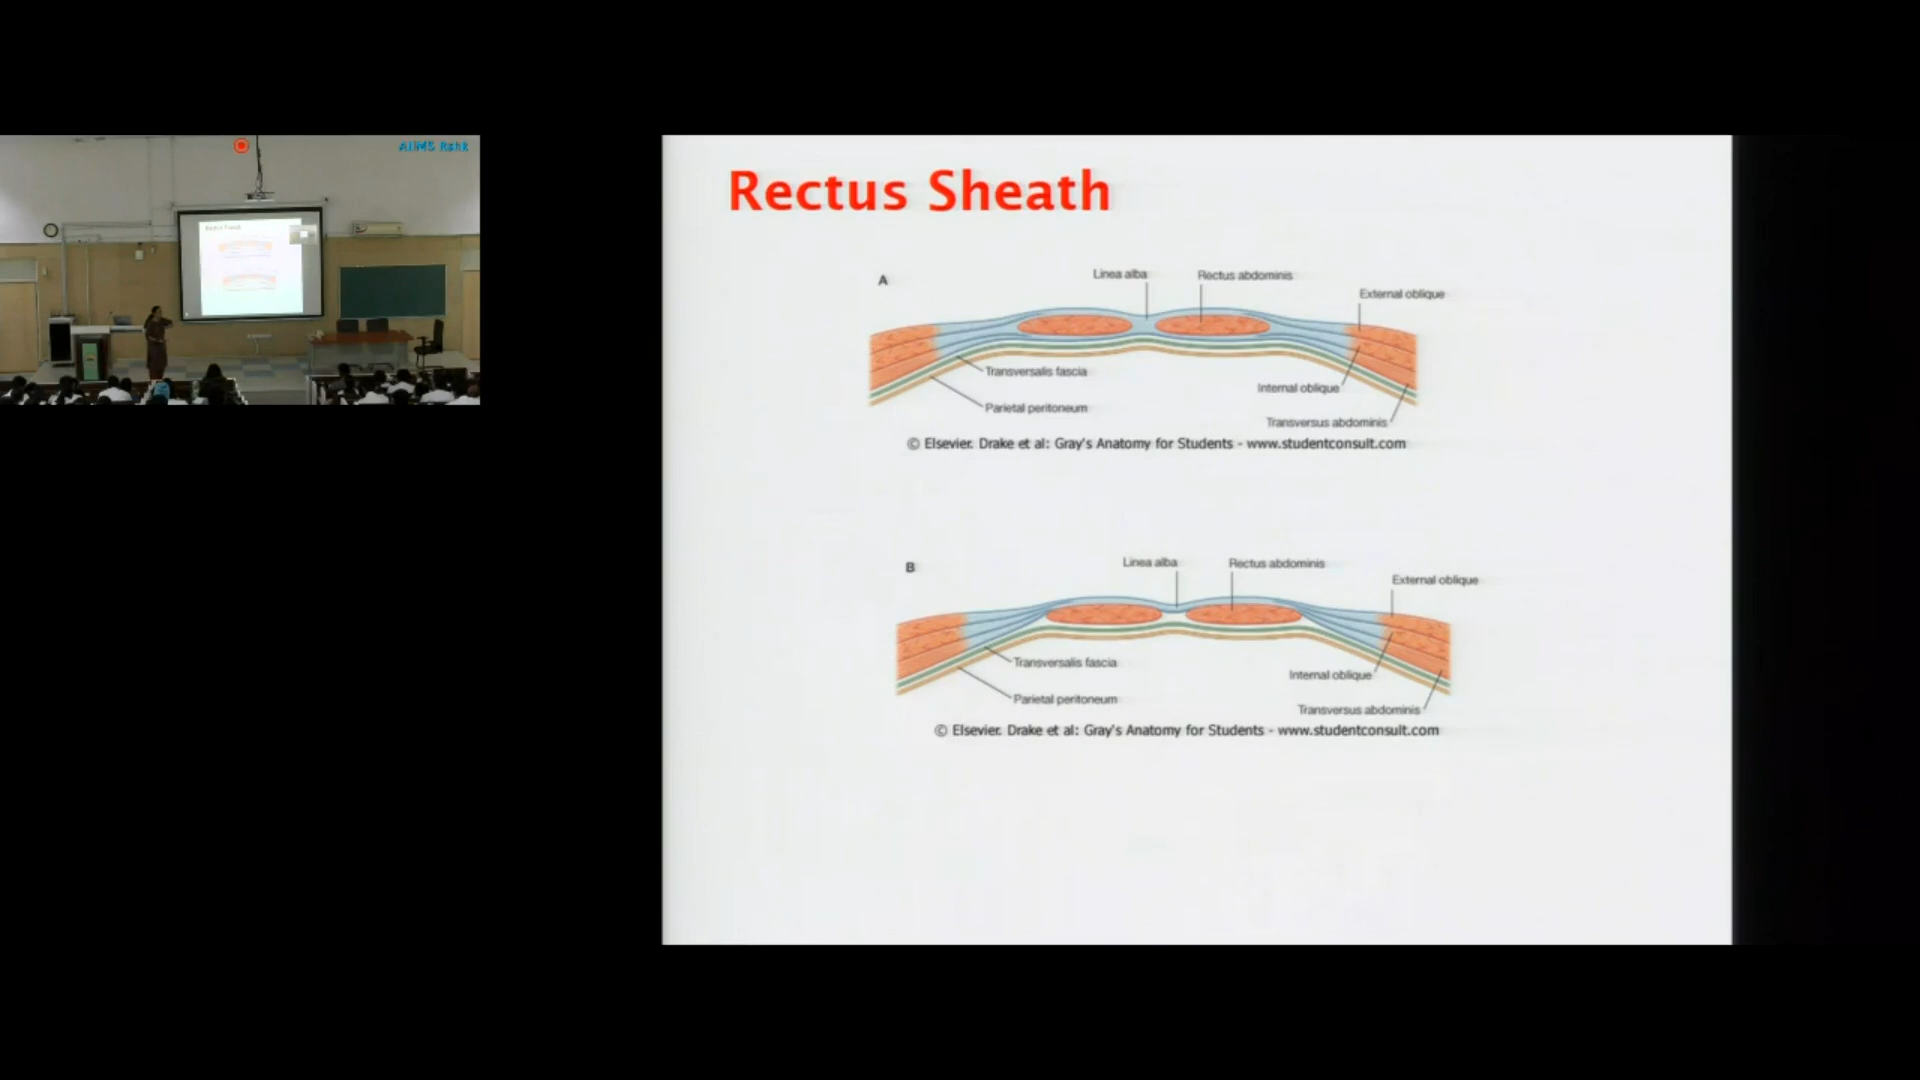 AIIMS Rshk
Rectus Sheath
A
Linea alba
Rectus abdominis
External oblique
Transversalis fascia
Internal oblique
Parietal peritoneum
Transversus abdominis
© Elsevier. Drake et al: Gray's Anatomy for Students - www.studentconsult.com
B
Linea alba
Rectus abdominis
External oblique
Transversalis fascia
Internal oblique
Parietal peritoneum
Transversus abdominis
© Elsevier. Drake et al: Gray's Anatomy for Students - www.studentconsult.com